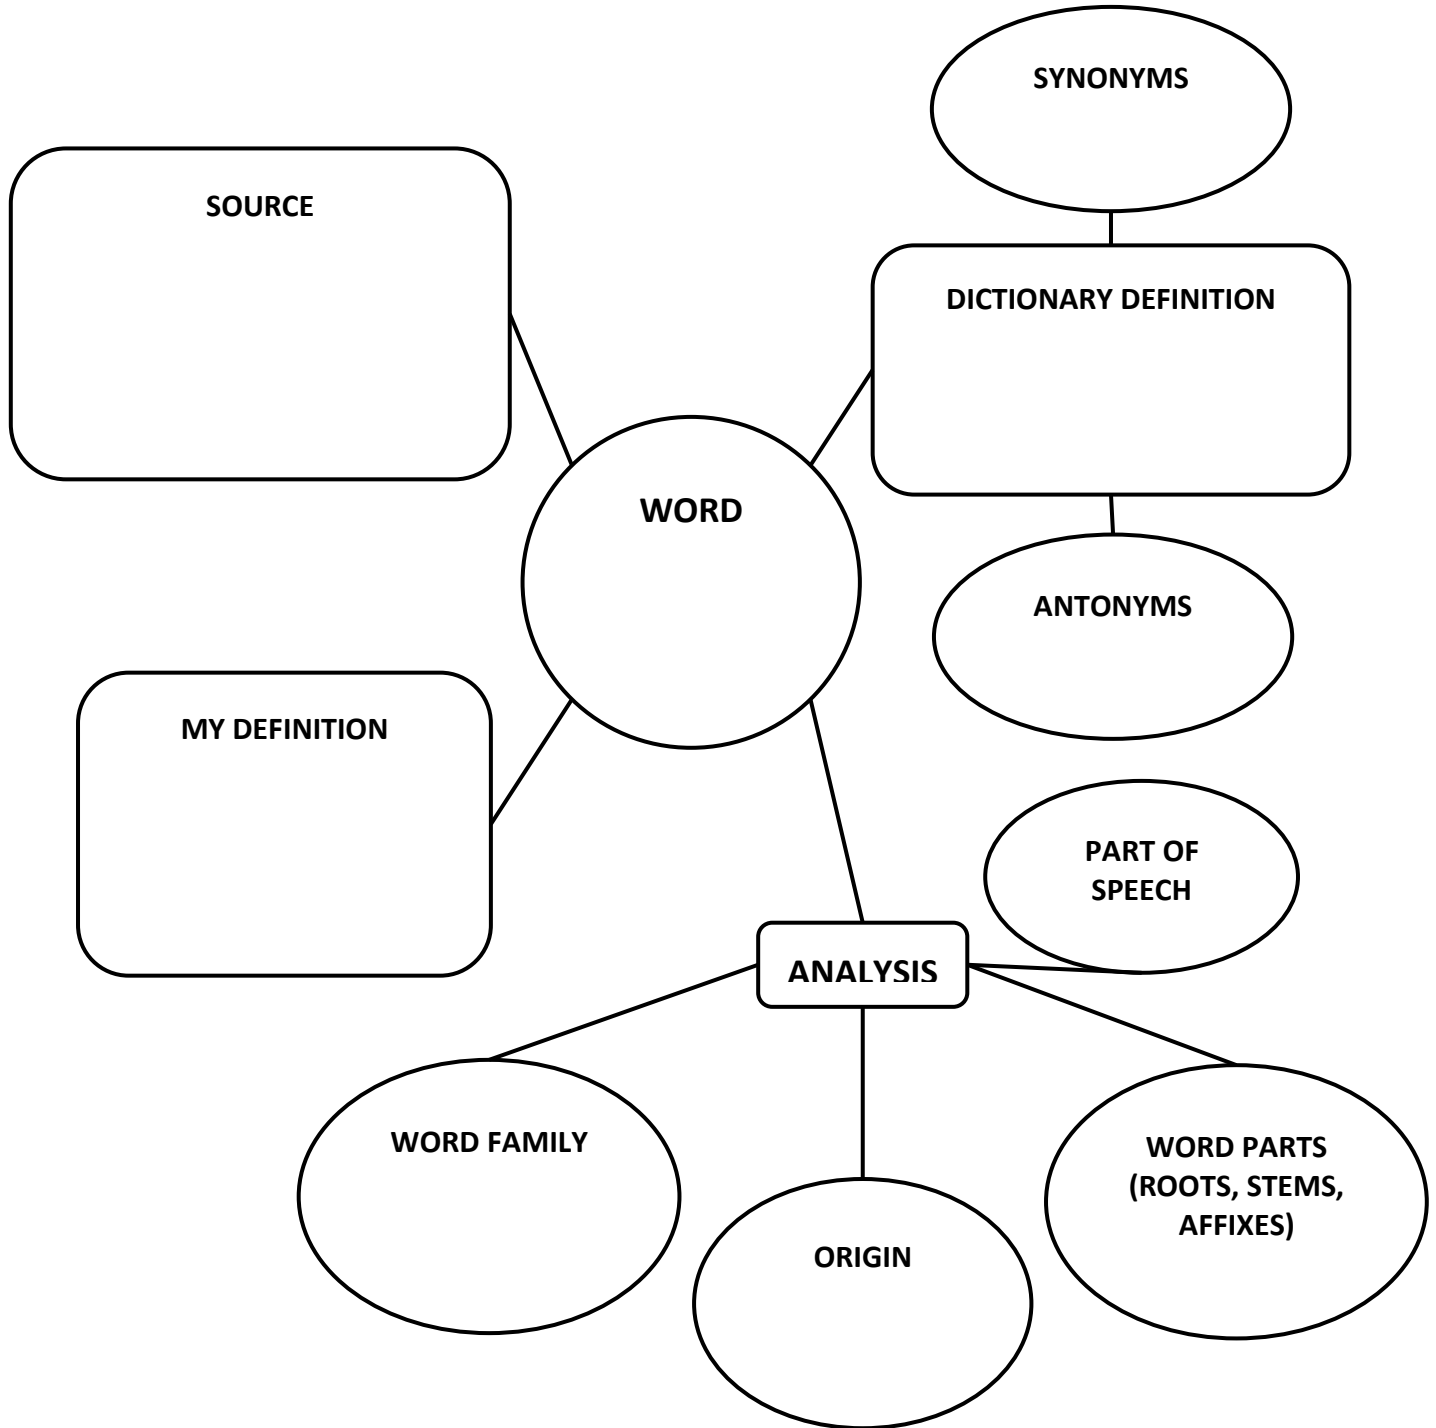 SYNONYMS
SOURCE
DICTIONARY DEFINITION
WORD
ANTONYMS
MY DEFINITION
PART OF
SPEECH
ANALYSIS
WORD FAMILY
WORD PARTS
(ROOTS, STEMS,
AFFIXES)
ORIGIN